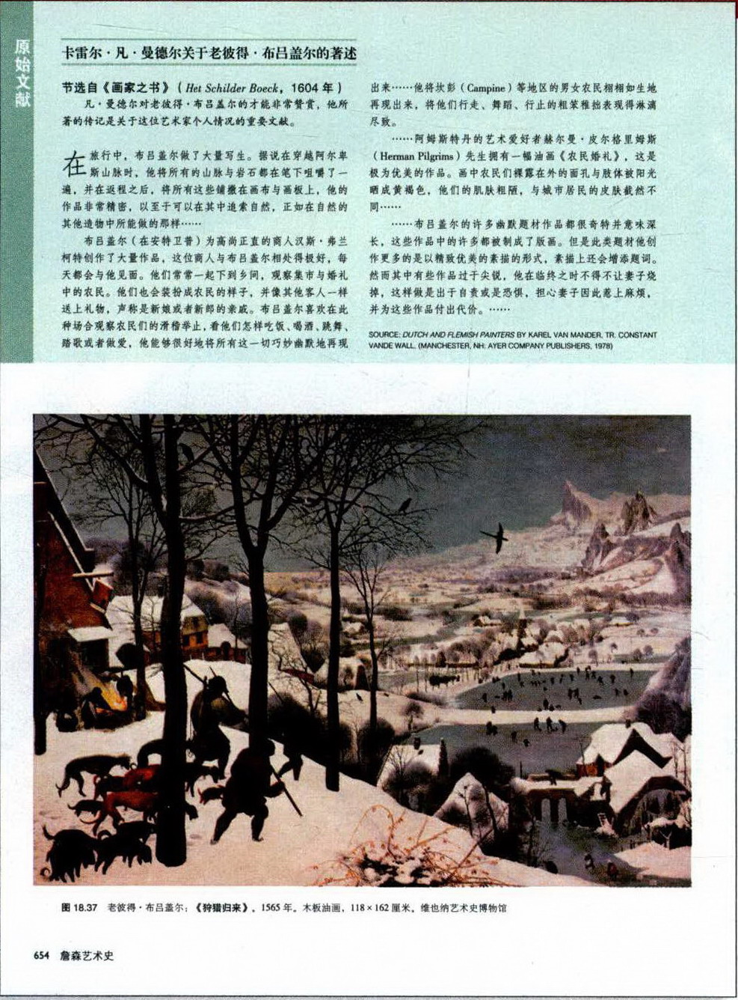 原始文献
卡雷尔·凡·曼德尔关于老彼得·布吕盖尔的著述
节选自《画家之书》(Het Schilder Boeck, 1604 年)
凡·曼德尔对老彼得·布吕盖尔的才能非常赞赏，他所
著的传记是关于这位艺术家个人情况的重要文献。
在旅行中，布吕盖尔做了大量写生。据说在穿越阿尔卑
斯山脉时，他将所有的山脉与岩石都在笔下咀嚼了一
遍，并在返程之后，将所有这些铺撒在画布与画板上，他的
作品非常精密，以至于可以在其中追索自然，正如在自然的
其他造物中所能做的那样……
布吕盖尔（在安特卫普）为高尚正直的商人汉斯·弗兰
柯特创作了大量作品，这位商人与布吕盖尔相处得极好，每
天都会与他见面。他们常常一起下到乡间，观察集市与婚礼
中的农民。他们也会装扮成农民的样子，并像其他客人一样
送上礼物，声称是新娘或者新郎的亲戚。布吕盖尔喜欢在此
种场合观察农民们的滑稽举止，看他们怎样吃饭、喝酒、跳舞、
踏歌或者做爱，他能够很好地将所有这一切巧妙幽默地再现
出来……他将坎彭（Campine）等地区的男女农民栩栩如生地
再现出来，将他们行走、舞蹈、行止的粗笨稚拙表现得淋漓
尽致。
……阿姆斯特丹的艺术爱好者赫尔曼·皮尔格里姆斯
（Herman Pilgrims）先生拥有一幅油画《农民婚礼》，这是
极为优美的作品。画中农民们裸露在外的面孔与肢体被阳光
晒成黄褐色，他们的肌肤粗陋，与城市居民的皮肤截然不
同……
……布吕盖尔的许多幽默题材作品都很奇特并意味深
长，这些作品中的许多都被制成了版画。但是此类题材他创
作更多的是以精致优美的素描的形式，素描上还会增添题词。
然而其中有些作品过于尖锐，他在临终之时不得不让妻子烧
掉，这样做是出于自责或是恐惧，担心妻子因此惹上麻烦，
并为这些作品付出代价。……
SOURCE: DUTCH AND FLEMISH PAINTERS BY KAREL VAN MANDER, TR. CONSTANT
VANDE WALL. (MANCHESTER, NH: AYER COMPANY PUBLISHERS, 1978)
图 18.37 老彼得·布吕盖尔：《狩猎归来》，1565 年。木板油画，118 × 162 厘米。维也纳艺术史博物馆
654 詹森艺术史